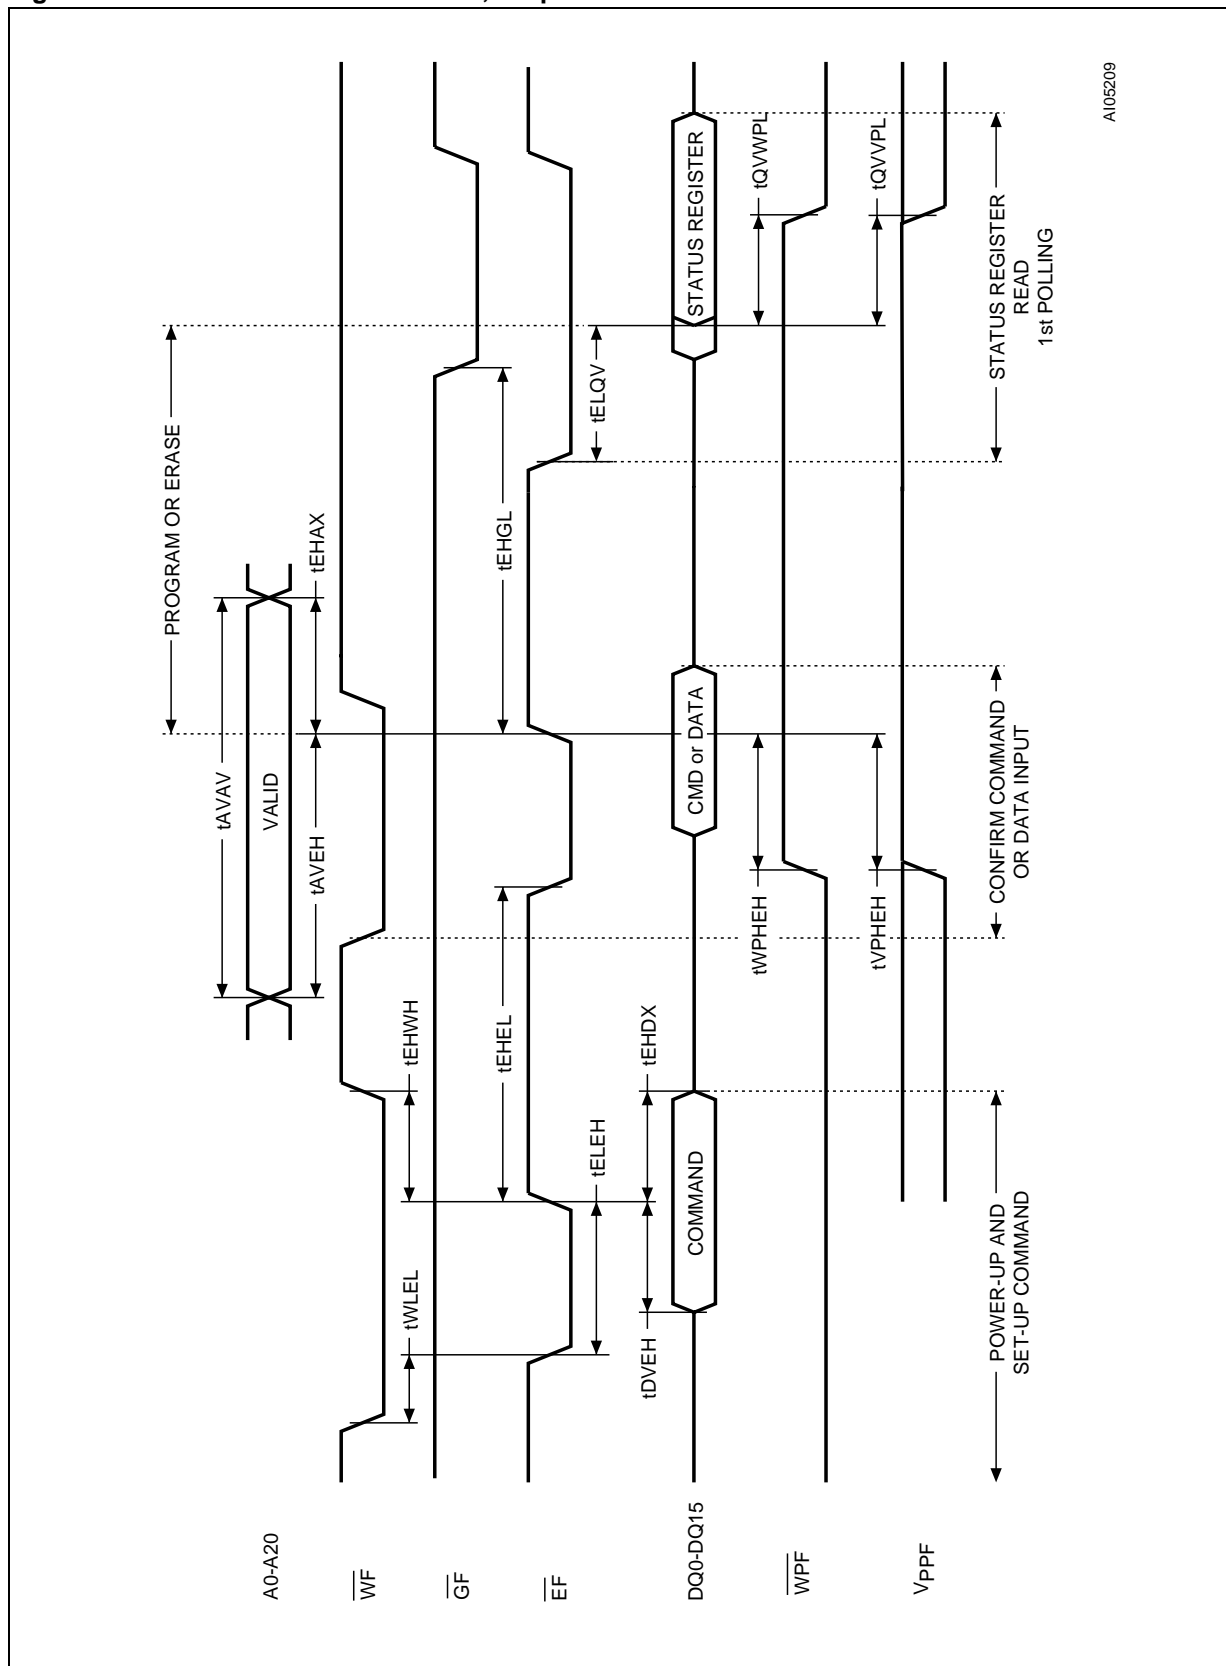 A0-A20
tAVAV
VALID
tAVEH
tEHAX
PROGRAM OR ERASE
WF
tWLEL
tEHWH
GF
tEHEL
tEHGL
EF
tELEH
tELQV
tDVEH
tEHDX
DQ0-DQ15
COMMAND
CMD or DATA
STATUS REGISTER
WPF
tWPHEH
tQVWPL
VPPF
tVPHEH
tQVVPL
POWER-UP AND
SET-UP COMMAND
CONFIRM COMMAND
OR DATA INPUT
STATUS REGISTER
READ
1st POLLING
AI05209